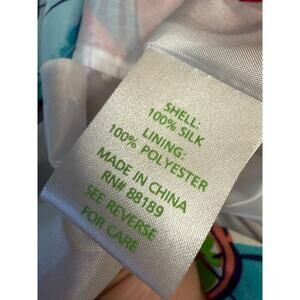 SHELL:
100% SILK
LINING:
100% POLYESTER
MADE IN CHINA
RN# 88189
SEE REVERSE
FOR CARE